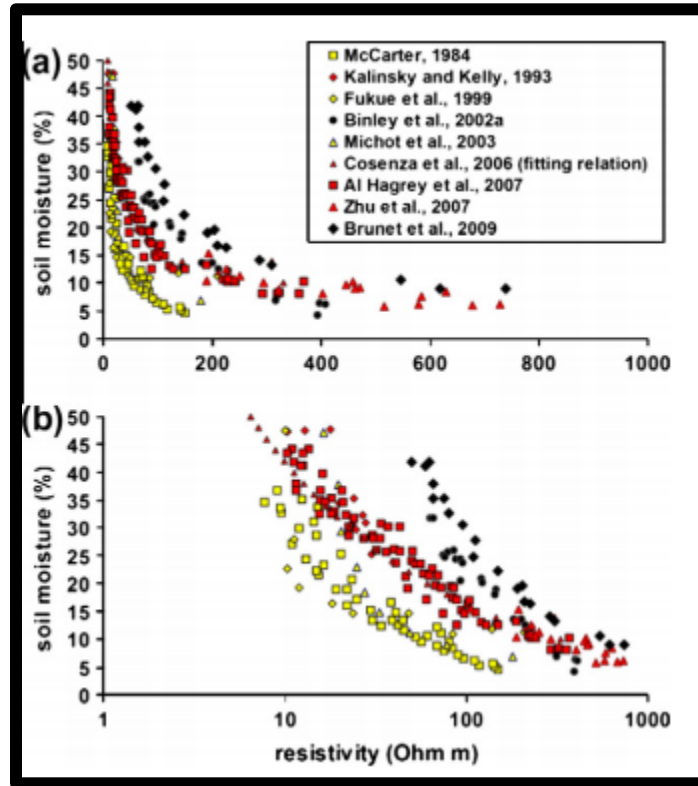 (a)
50
45
40
35
30
25
20
15
10
5
0
soil moisture (%)
McCarter, 1984
Kalinsky and Kelly, 1993
Fukue et al., 1999
Binley et al., 2002a
Michot et al., 2003
Cosenza et al., 2006 (fitting relation)
Al Hagrey et al., 2007
Zhu et al., 2007
Brunet et al., 2009
0 200 400 600 800 1000
(b)
50
45
40
35
30
25
20
15
10
5
0
soil moisture (%)
1 10 100 1000
resistivity (Ohm m)